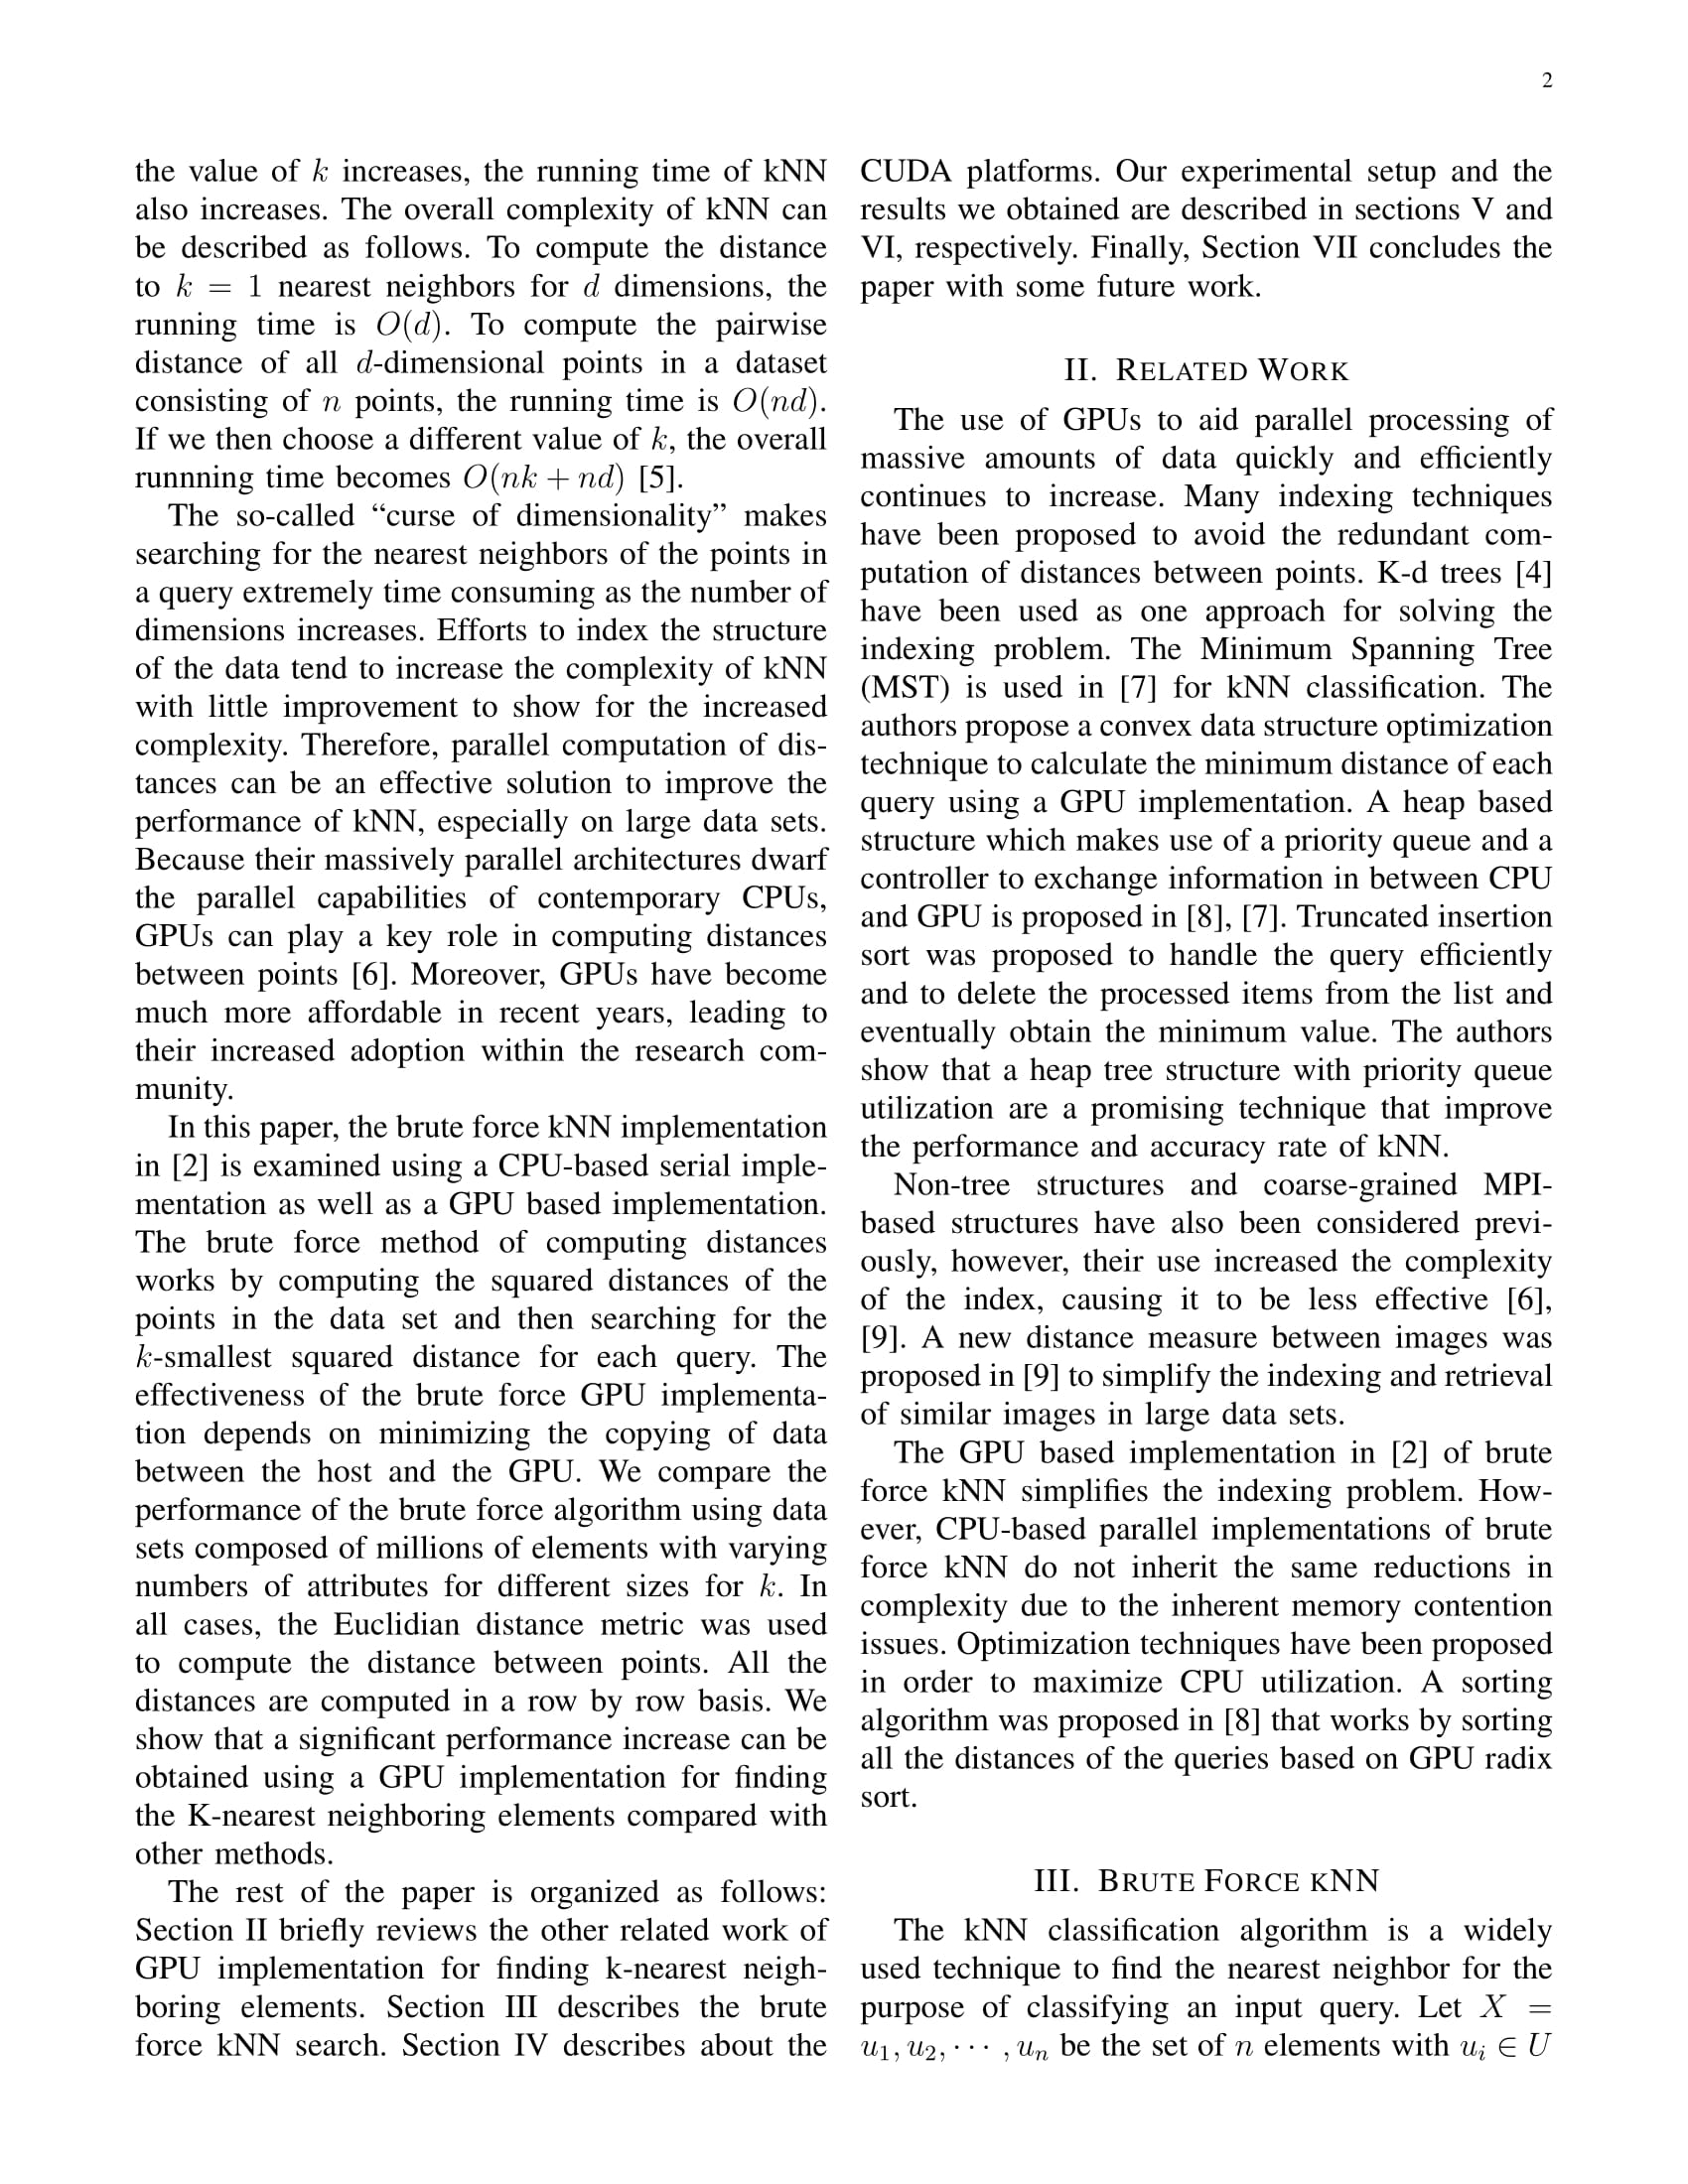 2
the value of k increases, the running time of kNN
also increases. The overall complexity of kNN can
be described as follows. To compute the distance
to k = 1 nearest neighbors for d dimensions, the
running time is O(d). To compute the pairwise
distance of all d-dimensional points in a dataset
consisting of n points, the running time is O(nd).
If we then choose a different value of k, the overall
runnning time becomes O(nk + nd) [5].
The so-called “curse of dimensionality” makes
searching for the nearest neighbors of the points in
a query extremely time consuming as the number of
dimensions increases. Efforts to index the structure
of the data tend to increase the complexity of kNN
with little improvement to show for the increased
complexity. Therefore, parallel computation of dis-
tances can be an effective solution to improve the
performance of kNN, especially on large data sets.
Because their massively parallel architectures dwarf
the parallel capabilities of contemporary CPUs,
GPUs can play a key role in computing distances
between points [6]. Moreover, GPUs have become
much more affordable in recent years, leading to
their increased adoption within the research com-
munity.
In this paper, the brute force kNN implementation
in [2] is examined using a CPU-based serial imple-
mentation as well as a GPU based implementation.
The brute force method of computing distances
works by computing the squared distances of the
points in the data set and then searching for the
k-smallest squared distance for each query. The
effectiveness of the brute force GPU implementa-
tion depends on minimizing the copying of data
between the host and the GPU. We compare the
performance of the brute force algorithm using data
sets composed of millions of elements with varying
numbers of attributes for different sizes for k. In
all cases, the Euclidian distance metric was used
to compute the distance between points. All the
distances are computed in a row by row basis. We
show that a significant performance increase can be
obtained using a GPU implementation for finding
the K-nearest neighboring elements compared with
other methods.
The rest of the paper is organized as follows:
Section II briefly reviews the other related work of
GPU implementation for finding k-nearest neigh-
boring elements. Section III describes the brute
force kNN search. Section IV describes about the
CUDA platforms. Our experimental setup and the
results we obtained are described in sections V and
VI, respectively. Finally, Section VII concludes the
paper with some future work.
II. RELATED WORK
The use of GPUs to aid parallel processing of
massive amounts of data quickly and efficiently
continues to increase. Many indexing techniques
have been proposed to avoid the redundant com-
putation of distances between points. K-d trees [4]
have been used as one approach for solving the
indexing problem. The Minimum Spanning Tree
(MST) is used in [7] for kNN classification. The
authors propose a convex data structure optimization
technique to calculate the minimum distance of each
query using a GPU implementation. A heap based
structure which makes use of a priority queue and a
controller to exchange information in between CPU
and GPU is proposed in [8], [7]. Truncated insertion
sort was proposed to handle the query efficiently
and to delete the processed items from the list and
eventually obtain the minimum value. The authors
show that a heap tree structure with priority queue
utilization are a promising technique that improve
the performance and accuracy rate of kNN.
Non-tree structures and coarse-grained MPI-
based structures have also been considered previ-
ously, however, their use increased the complexity
of the index, causing it to be less effective [6],
[9]. A new distance measure between images was
proposed in [9] to simplify the indexing and retrieval
of similar images in large data sets.
The GPU based implementation in [2] of brute
force kNN simplifies the indexing problem. How-
ever, CPU-based parallel implementations of brute
force kNN do not inherit the same reductions in
complexity due to the inherent memory contention
issues. Optimization techniques have been proposed
in order to maximize CPU utilization. A sorting
algorithm was proposed in [8] that works by sorting
all the distances of the queries based on GPU radix
sort.
III. BRUTE FORCE KNN
The kNN classification algorithm is a widely
used technique to find the nearest neighbor for the
purpose of classifying an input query. Let X =
u₁, u₂, ⋯ , uₙ be the set of n elements with uᵢ ∈ U